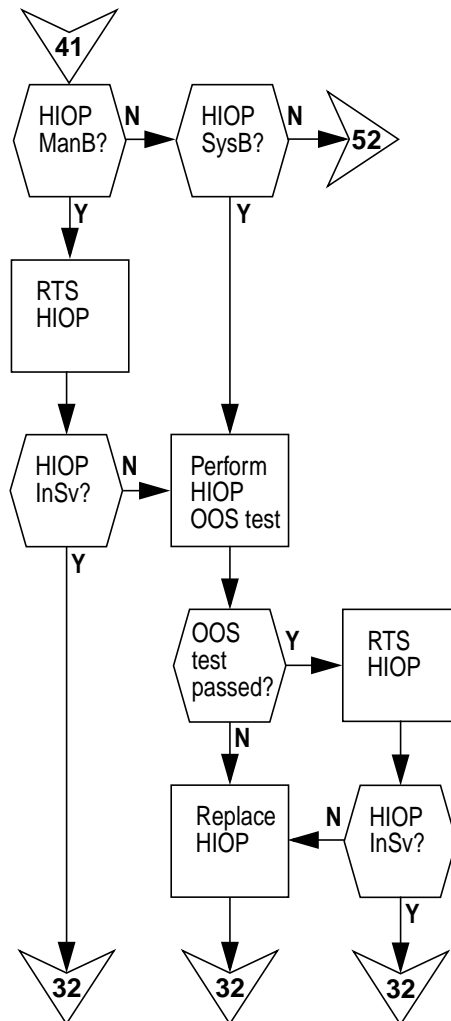 41
HIOP
ManB?
N
HIOP
SysB?
N
52
Y
Y
RTS
HIOP
HIOP
InSv?
N
Perform
HIOP
OOS test
Y
OOS
test
passed?
Y
RTS
HIOP
N
Replace
HIOP
N
HIOP
InSv?
Y
32
32
32